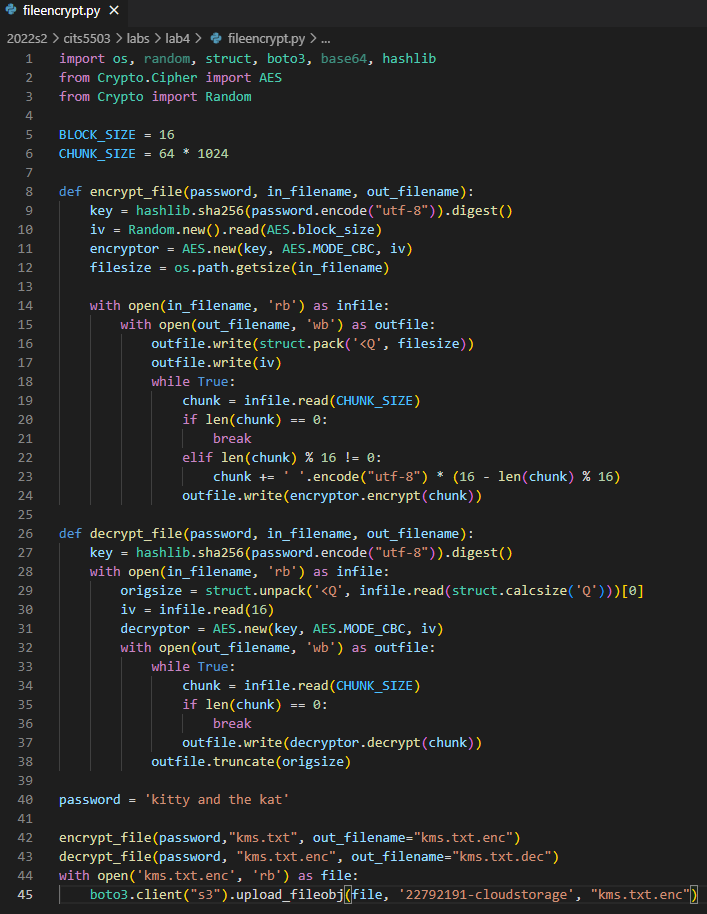 fileencrypt.py ×
2022s2 > cits5503 > labs > lab4 > fileencrypt.py > ...
1 import os, random, struct, boto3, base64, hashlib
2 from Crypto.Cipher import AES
3 from Crypto import Random
4
5 BLOCK_SIZE = 16
6 CHUNK_SIZE = 64 * 1024
7
8 def encrypt_file(password, in_filename, out_filename):
9     key = hashlib.sha256(password.encode("utf-8")).digest()
10     iv = Random.new().read(AES.block_size)
11     encryptor = AES.new(key, AES.MODE_CBC, iv)
12     filesize = os.path.getsize(in_filename)
13
14     with open(in_filename, 'rb') as infile:
15         with open(out_filename, 'wb') as outfile:
16             outfile.write(struct.pack('<Q', filesize))
17             outfile.write(iv)
18             while True:
19                 chunk = infile.read(CHUNK_SIZE)
20                 if len(chunk) == 0:
21                     break
22                 elif len(chunk) % 16 != 0:
23                     chunk += ' '.encode("utf-8") * (16 - len(chunk) % 16)
24                 outfile.write(encryptor.encrypt(chunk))
25
26 def decrypt_file(password, in_filename, out_filename):
27     key = hashlib.sha256(password.encode("utf-8")).digest()
28     with open(in_filename, 'rb') as infile:
29         origsize = struct.unpack('<Q', infile.read(struct.calcsize('Q')))[0]
30         iv = infile.read(16)
31         decryptor = AES.new(key, AES.MODE_CBC, iv)
32         with open(out_filename, 'wb') as outfile:
33             while True:
34                 chunk = infile.read(CHUNK_SIZE)
35                 if len(chunk) == 0:
36                     break
37                 outfile.write(decryptor.decrypt(chunk))
38             outfile.truncate(origsize)
39
40 password = 'kitty and the kat'
41
42 encrypt_file(password,"kms.txt", out_filename="kms.txt.enc")
43 decrypt_file(password, "kms.txt.enc", out_filename="kms.txt.dec")
44 with open('kms.txt.enc', 'rb') as file:
45     boto3.client("s3").upload_fileobj(file, '22792191-cloudstorage', "kms.txt.enc")